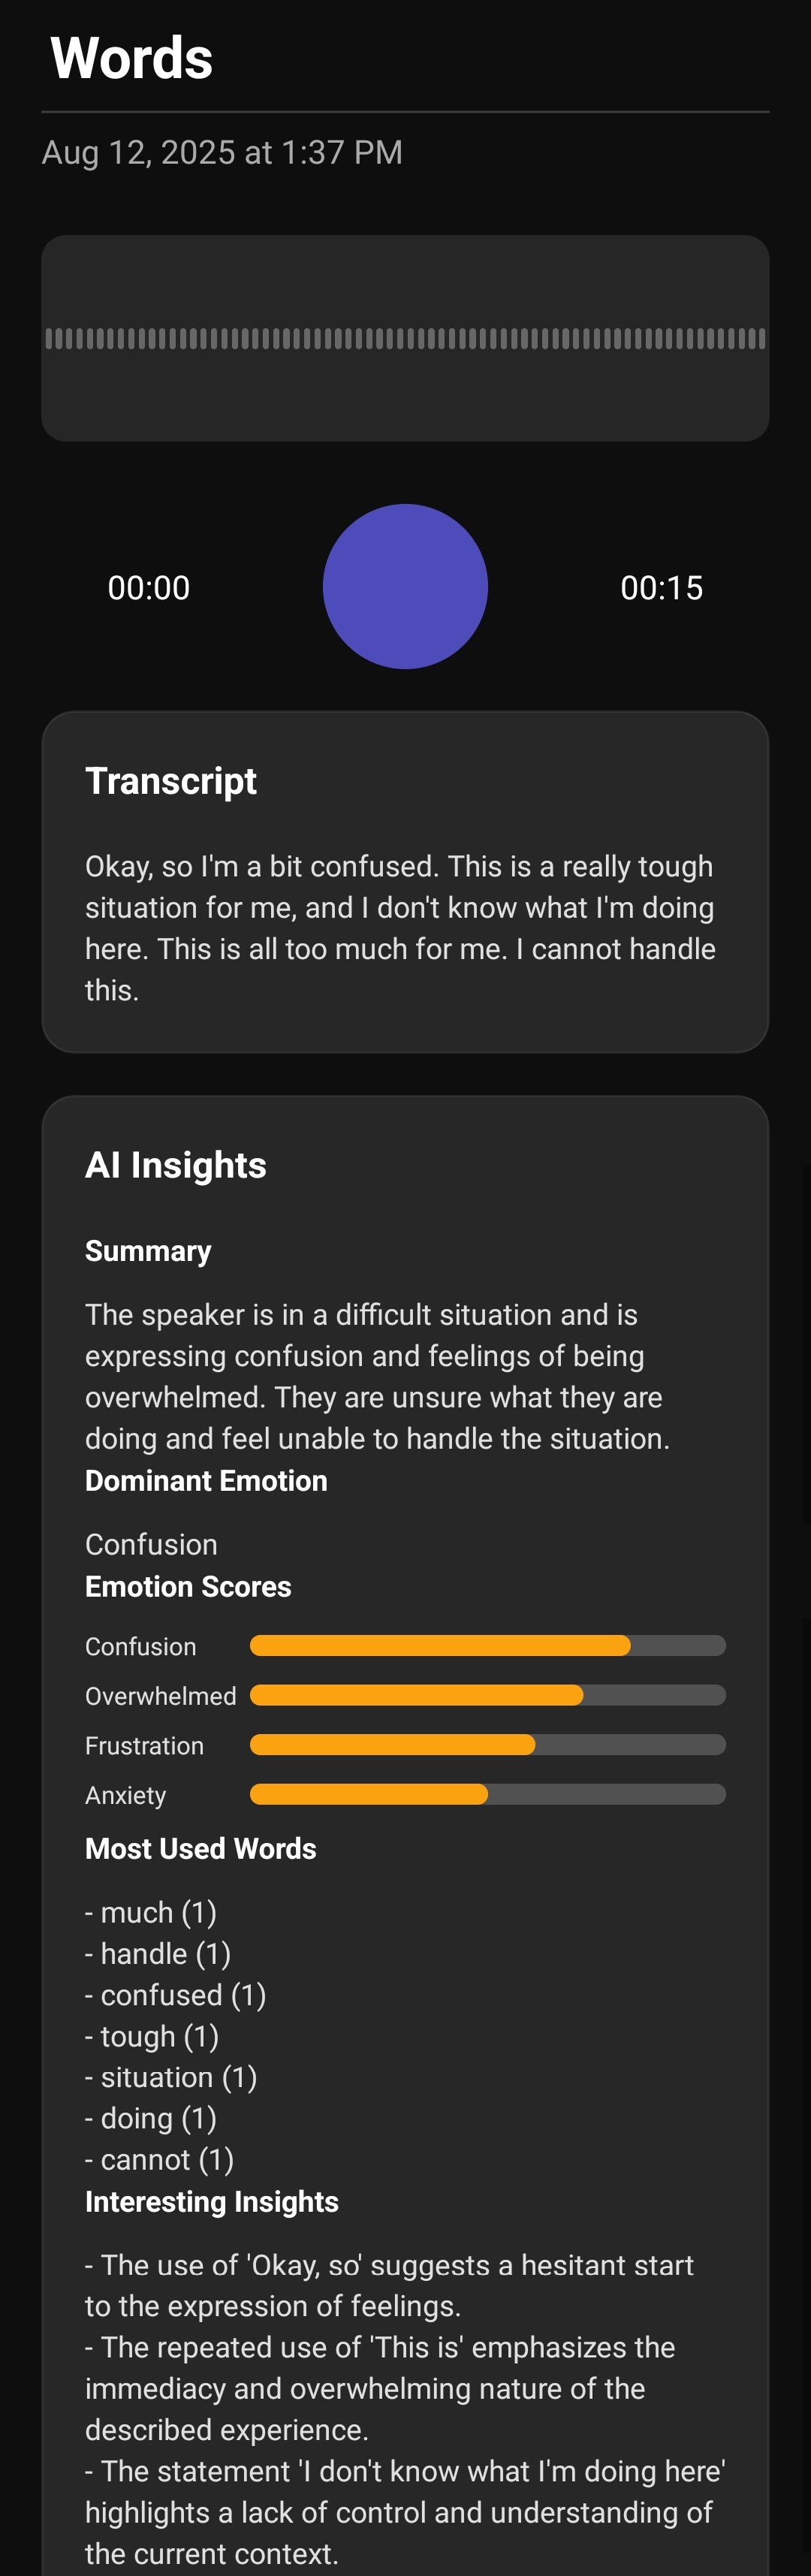 Words
Aug 12, 2025 at 1:37 PM
00:00
00:15
Transcript
Okay, so I'm a bit confused. This is a really tough
situation for me, and I don't know what I'm doing
here. This is all too much for me. I cannot handle
this.
AI Insights
Summary
The speaker is in a difficult situation and is
expressing confusion and feelings of being
overwhelmed. They are unsure what they are
doing and feel unable to handle the situation.
Dominant Emotion
Confusion
Emotion Scores
Confusion
Overwhelmed
Frustration
Anxiety
Most Used Words
- much (1)
- handle (1)
- confused (1)
- tough (1)
- situation (1)
- doing (1)
- cannot (1)
Interesting Insights
- The use of 'Okay, so' suggests a hesitant start
to the expression of feelings.
- The repeated use of 'This is' emphasizes the
immediacy and overwhelming nature of the
described experience.
- The statement 'I don't know what I'm doing here'
highlights a lack of control and understanding of
the current context.